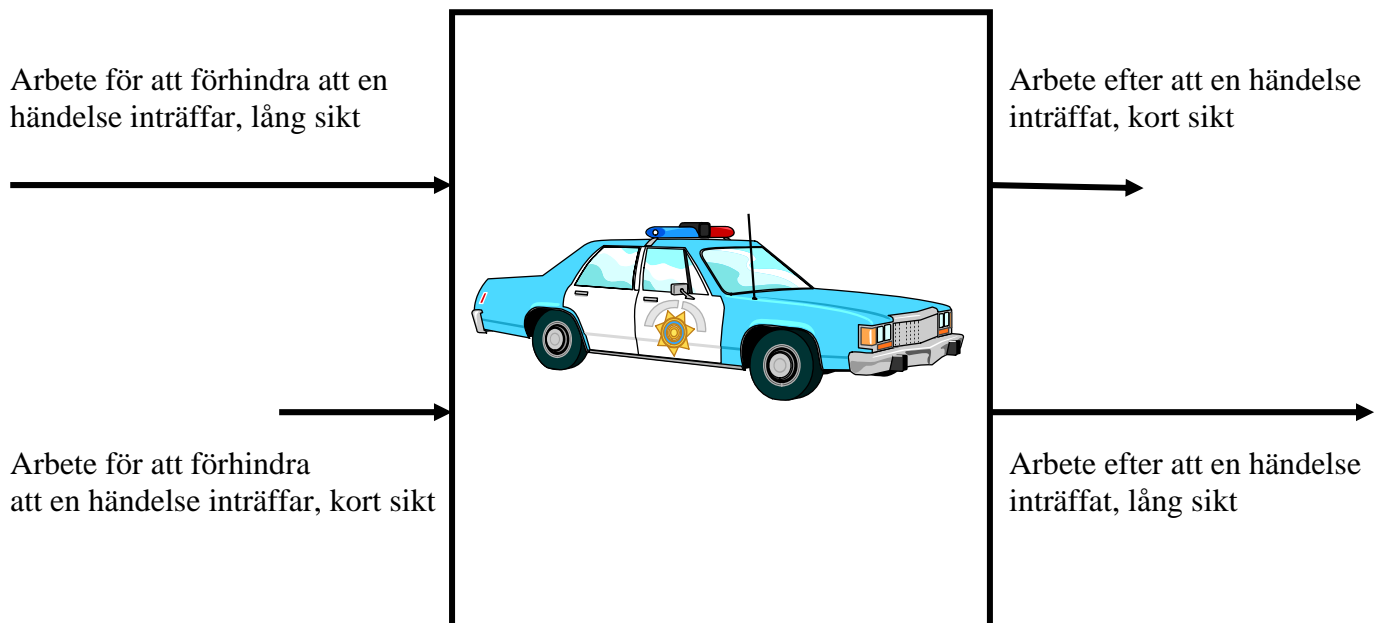 Arbete för att förhindra att en
händelse inträffar, lång sikt
Arbete efter att en händelse
inträffat, kort sikt
Arbete för att förhindra
att en händelse inträffar, kort sikt
Arbete efter att en händelse
inträffat, lång sikt